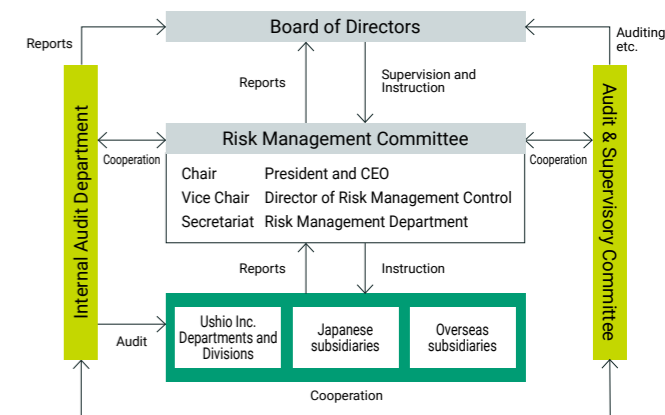 Board of Directors
Reports
Auditing
etc.
Reports
Supervision and
Instruction
Internal Audit Department
Audit & Supervisory Committee
Risk Management Committee
Cooperation
Cooperation
Chair President and CEO
Vice Chair Director of Risk Management Control
Secretariat Risk Management Department
Reports
Instruction
Audit
Ushio Inc.
Departments and
Divisions
Japanese
subsidiaries
Overseas
subsidiaries
Cooperation